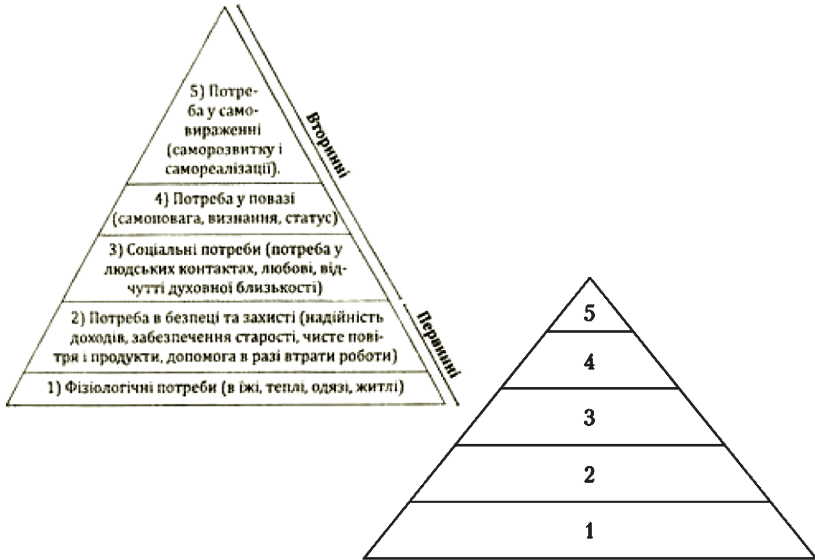 5) Потре-
ба у само-
вираженні
(саморозвитку і
самореалізації).
4) Потреба у повазі
(самоповага, визнання, статус)
3) Соціальні потреби (потреба у
людських контактах, любові, від-
чутті духовної близькості)
2) Потреба в безпеці та захисті (надійність
доходів, забезпечення старості, чисте пові-
тря і продукти, допомога в разі втрати роботи)
1) Фізіологічні потреби (в їжі, теплі, одязі, житлі)
Вторинні
Первинні
5
4
3
2
1